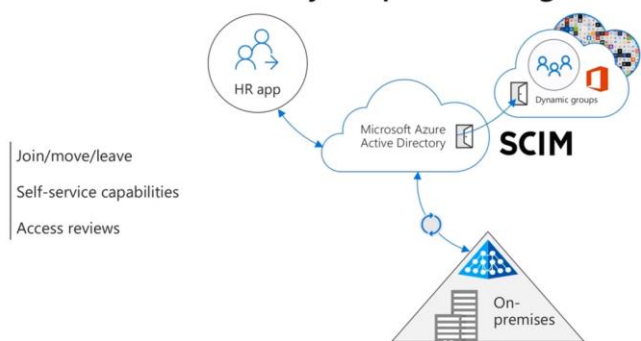 HR app
Dynamic groups
Microsoft Azure
Active Directory
SCIM
Join/move/leave
Self-service capabilities
Access reviews
On-
premises